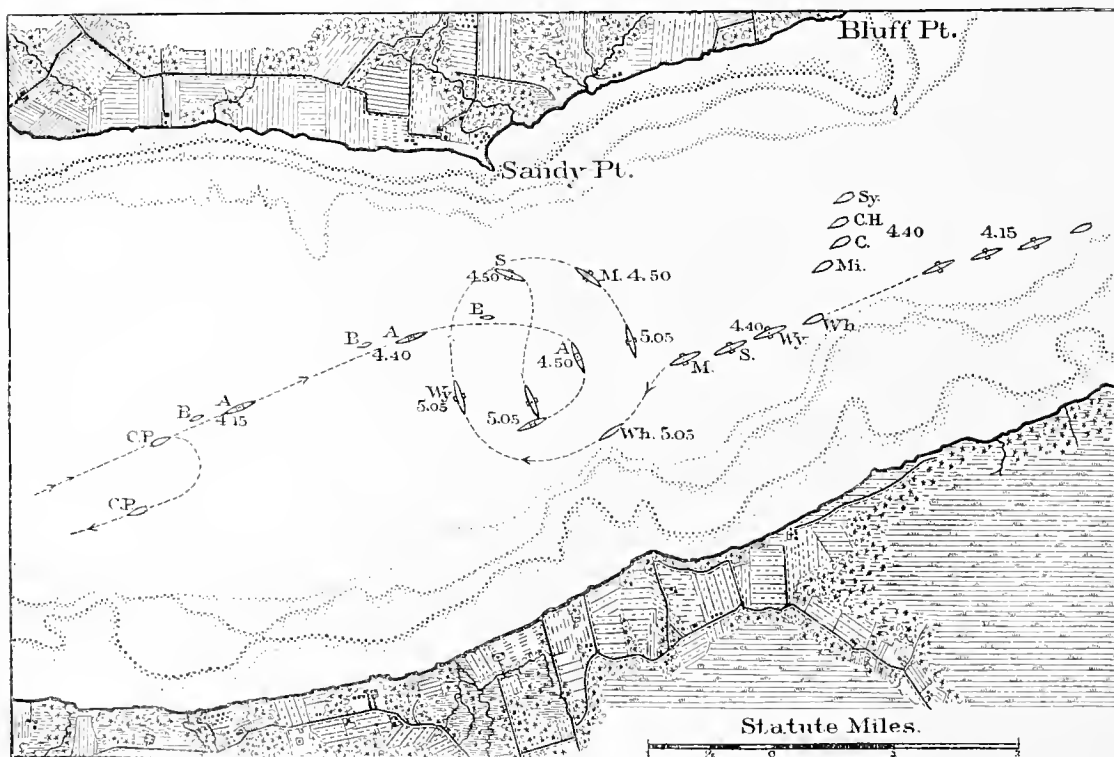 Bluff Pt.
Sandy Pt.
Sy.
C.H.
4.40
C.
Mi.
4.15
S
4.50
M. 4.50
B
A
B
4.40
5.05
A
4.50
4.40
Wy.
Wh.
S.
M.
Wy
5.05
5.05
Wh. 5.05
B
A
4.15
C.P.
C.P.
Statute Miles.
0